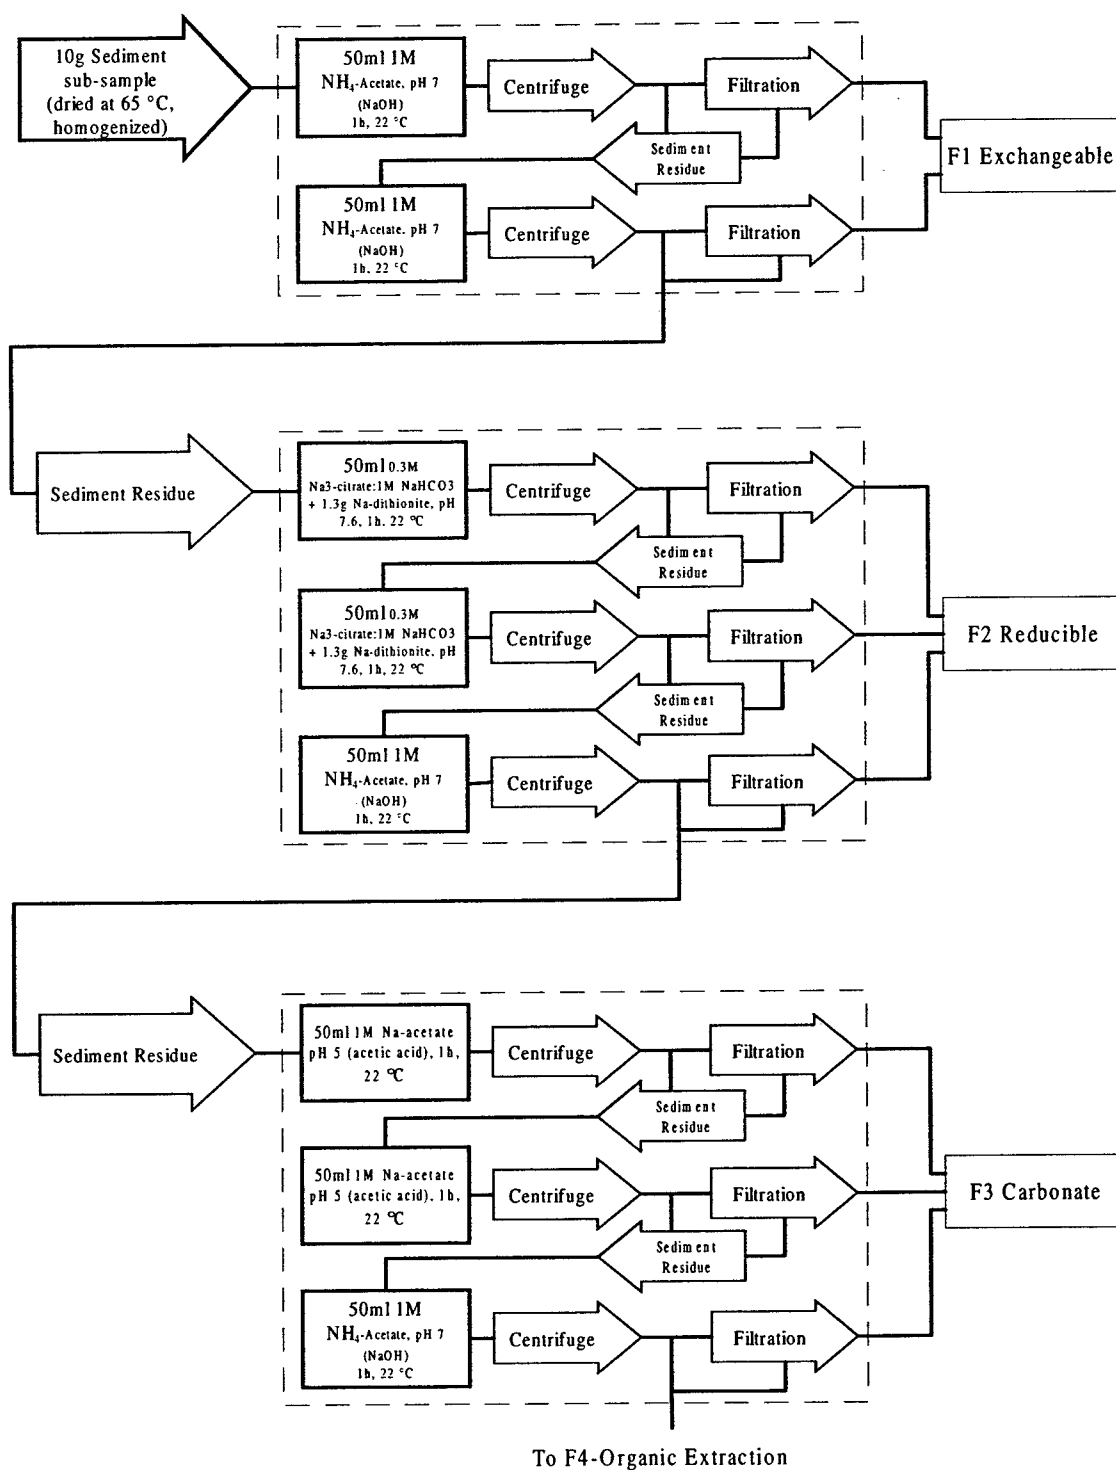 10g Sediment
sub-sample
(dried at 65 °C,
homogenized)
50ml 1M
NH4-Acetate, pH 7
(NaOH)
1h, 22 °C
Centrifuge
Filtration
Sediment
Residue
F1 Exchangeable
50ml 1M
NH4-Acetate, pH 7
(NaOH)
1h, 22 °C
Centrifuge
Filtration
Sediment Residue
50ml 0.3M
Na3-citrate:1M NaHCO3
+ 1.3g Na-dithionite, pH
7.6, 1h, 22 °C
Centrifuge
Filtration
Sediment
Residue
50ml 0.3M
Na3-citrate:1M NaHCO3
+ 1.3g Na-dithionite, pH
7.6, 1h, 22 °C
Centrifuge
Filtration
F2 Reducible
Sediment
Residue
50ml 1M
NH4-Acetate, pH 7
(NaOH)
1h, 22 °C
Centrifuge
Filtration
Sediment Residue
50ml 1M Na-acetate
pH 5 (acetic acid), 1h,
22 °C
Centrifuge
Filtration
Sediment
Residue
50ml 1M Na-acetate
pH 5 (acetic acid), 1h,
22 °C
Centrifuge
Filtration
F3 Carbonate
Sediment
Residue
50ml 1M
NH4-Acetate, pH 7
(NaOH)
1h, 22 °C
Centrifuge
Filtration
To F4-Organic Extraction